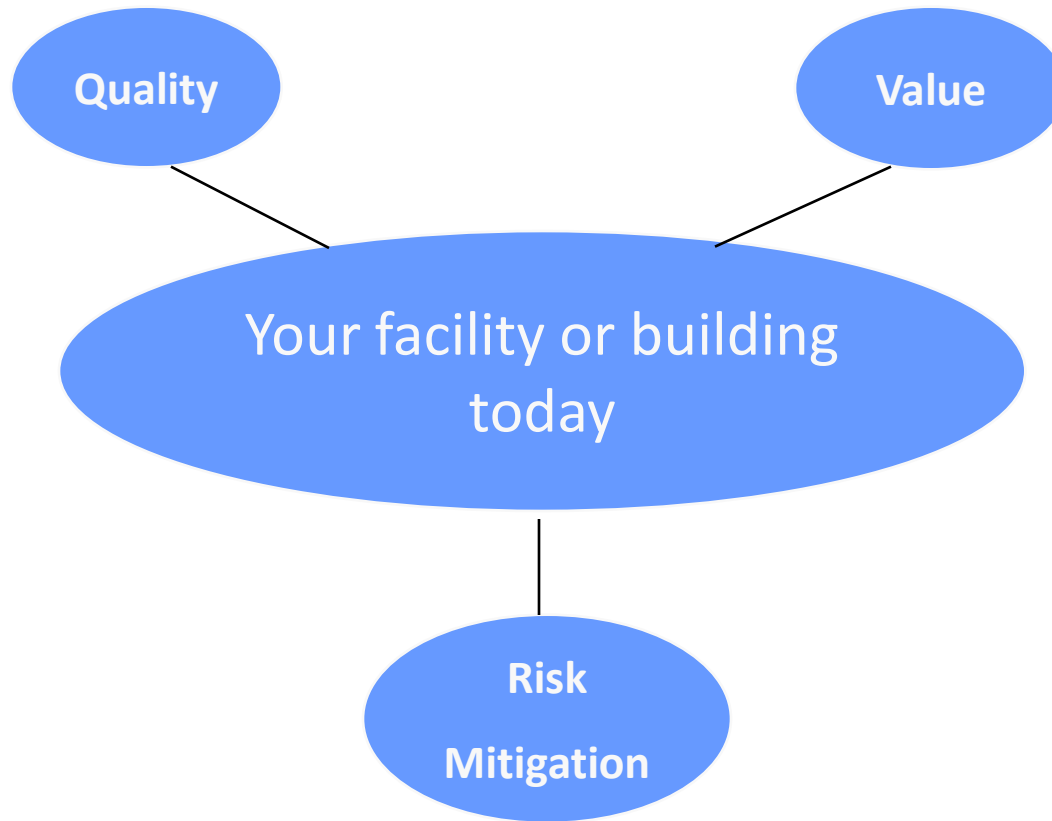 Quality
Value
Your facility or building
today
Risk
Mitigation